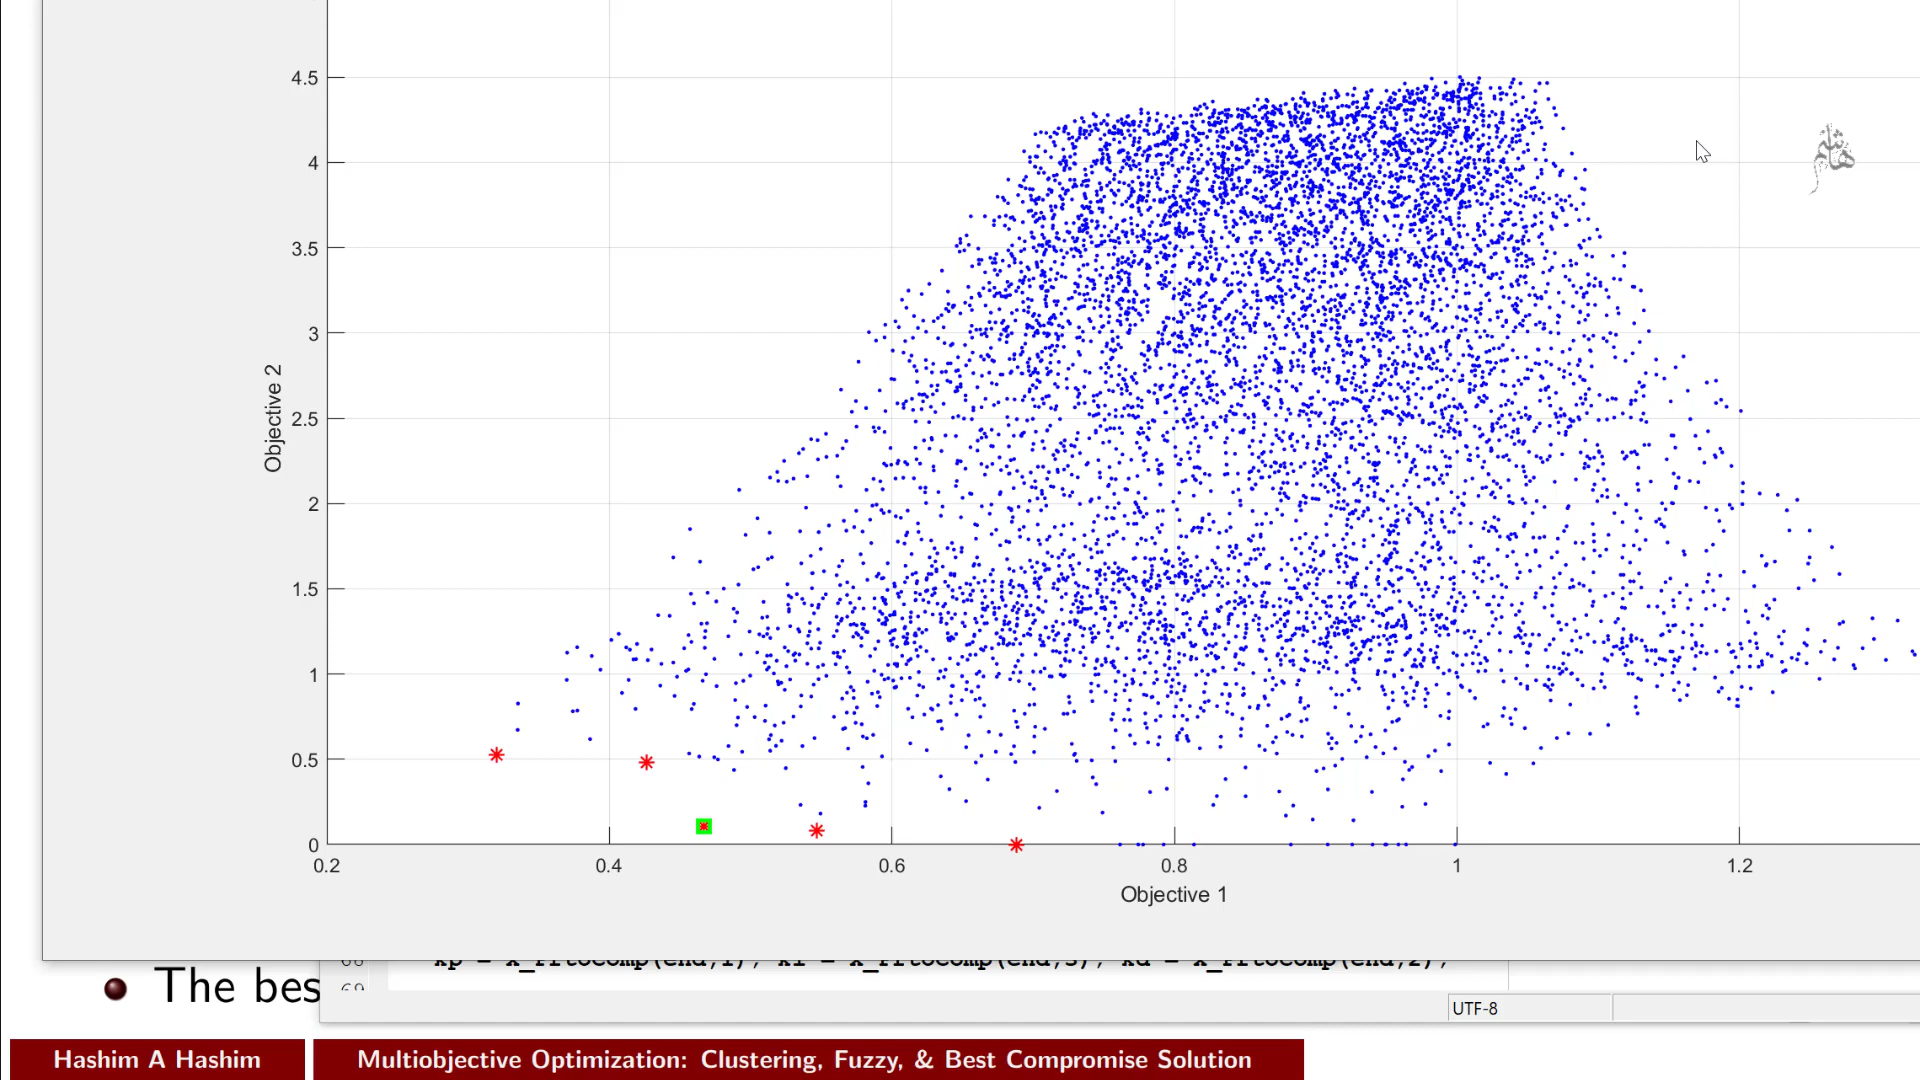 4.5
4
3.5
3
2.5
2
1.5
1
0.5
0
Objective 2
0.2 0.4 0.6 0.8 1 1.2
Objective 1
هاشم
The bes
UTF-8
Hashim A Hashim
Multiobjective Optimization: Clustering, Fuzzy, & Best Compromise Solution